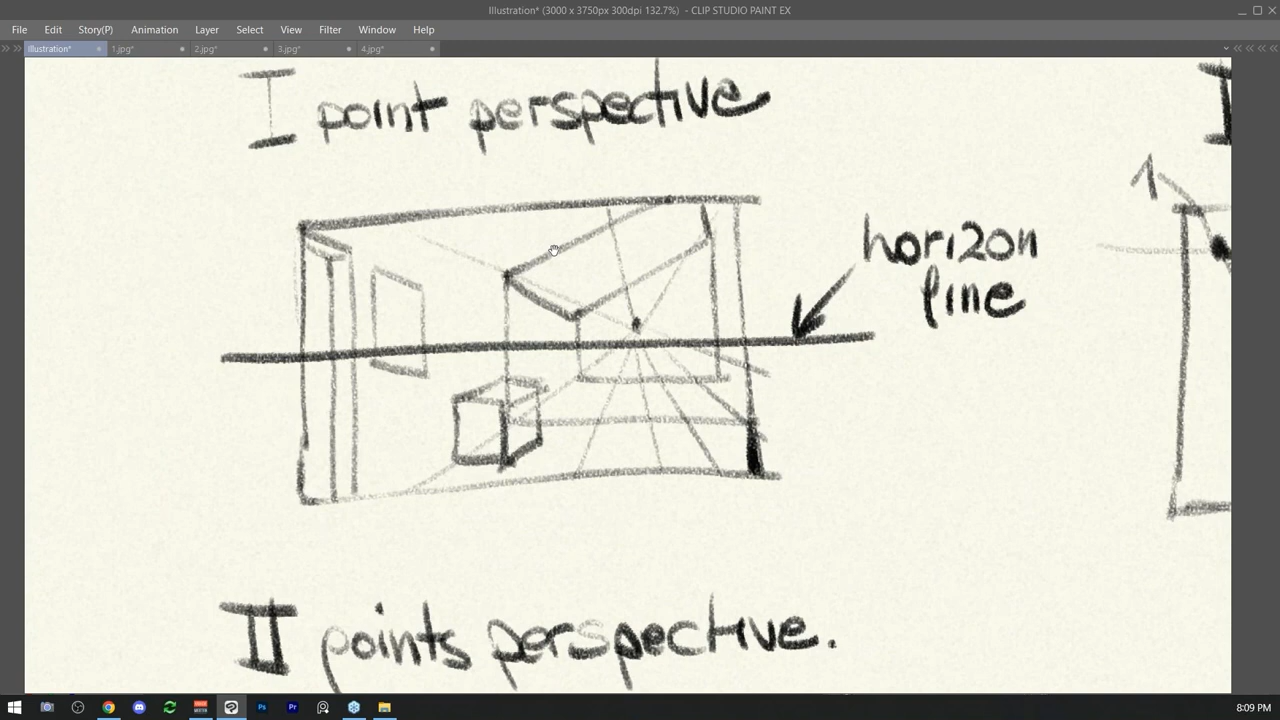 Illustration* (3000 x 3750px 300dpi 132.7%) - CLIP STUDIO PAINT EX
File Edit Story(P) Animation Layer Select View Filter Window Help
Illustration* 1.jpg* 2.jpg* 3.jpg* 4.jpg*
I point perspective
horizon
line
II points perspective.
8:09 PM